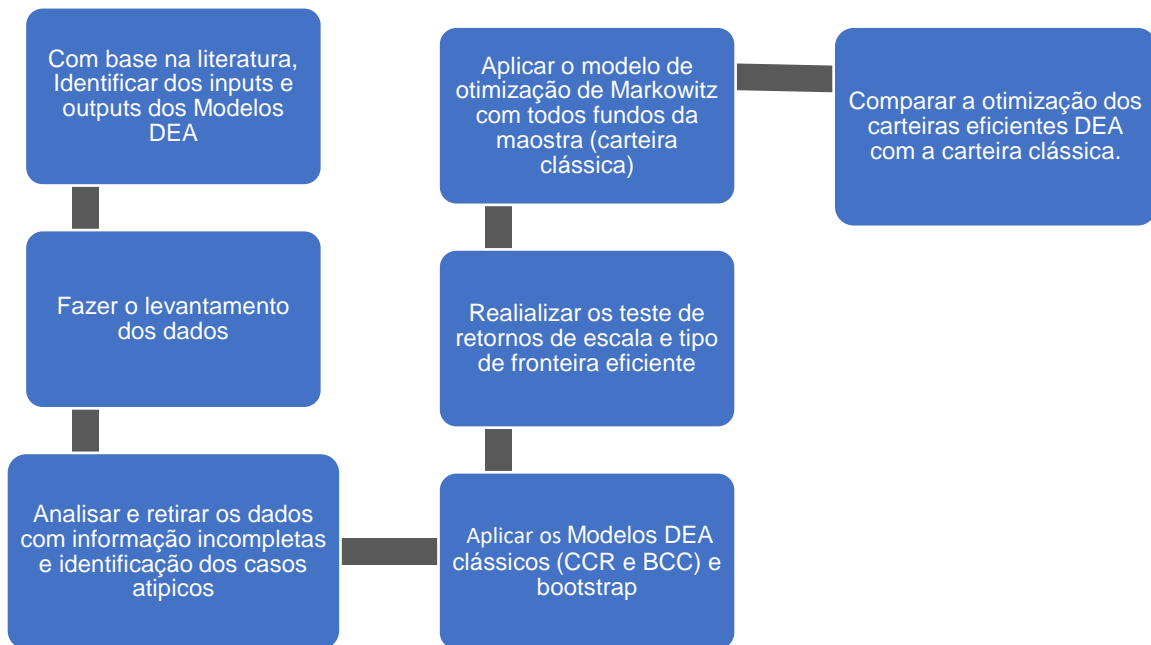 Com base na literatura,
Identificar dos inputs e
outputs dos Modelos
DEA
Fazer o levantamento
dos dados
Analisar e retirar os dados
com informação incompletas
e identificação dos casos
atipicos
Aplicar os Modelos DEA
clássicos (CCR e BCC) e
bootstrap
Realializar os teste de
retornos de escala e tipo
de fronteira eficiente
Aplicar o modelo de
otimização de Markowitz
com todos fundos da
maostra (carteira
clássica)
Comparar a otimização dos
carteiras eficientes DEA
com a carteira clássica.